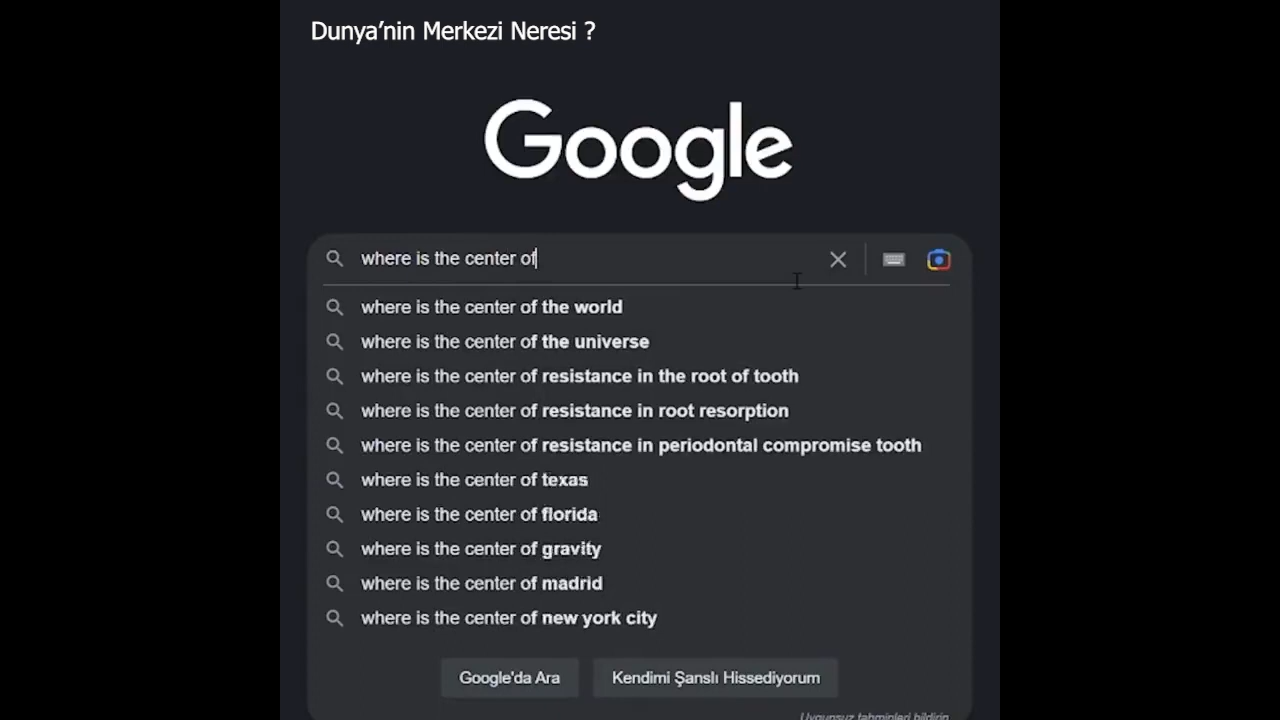 Dunya’nin Merkezi Neresi ?
Google
where is the center of
where is the center of the world
where is the center of the universe
where is the center of resistance in the root of tooth
where is the center of resistance in root resorption
where is the center of resistance in periodontal compromise tooth
where is the center of texas
where is the center of florida
where is the center of gravity
where is the center of madrid
where is the center of new york city
Google'da Ara
Kendimi Şanslı Hissediyorum
Uygunsuz tahminleri bildirin